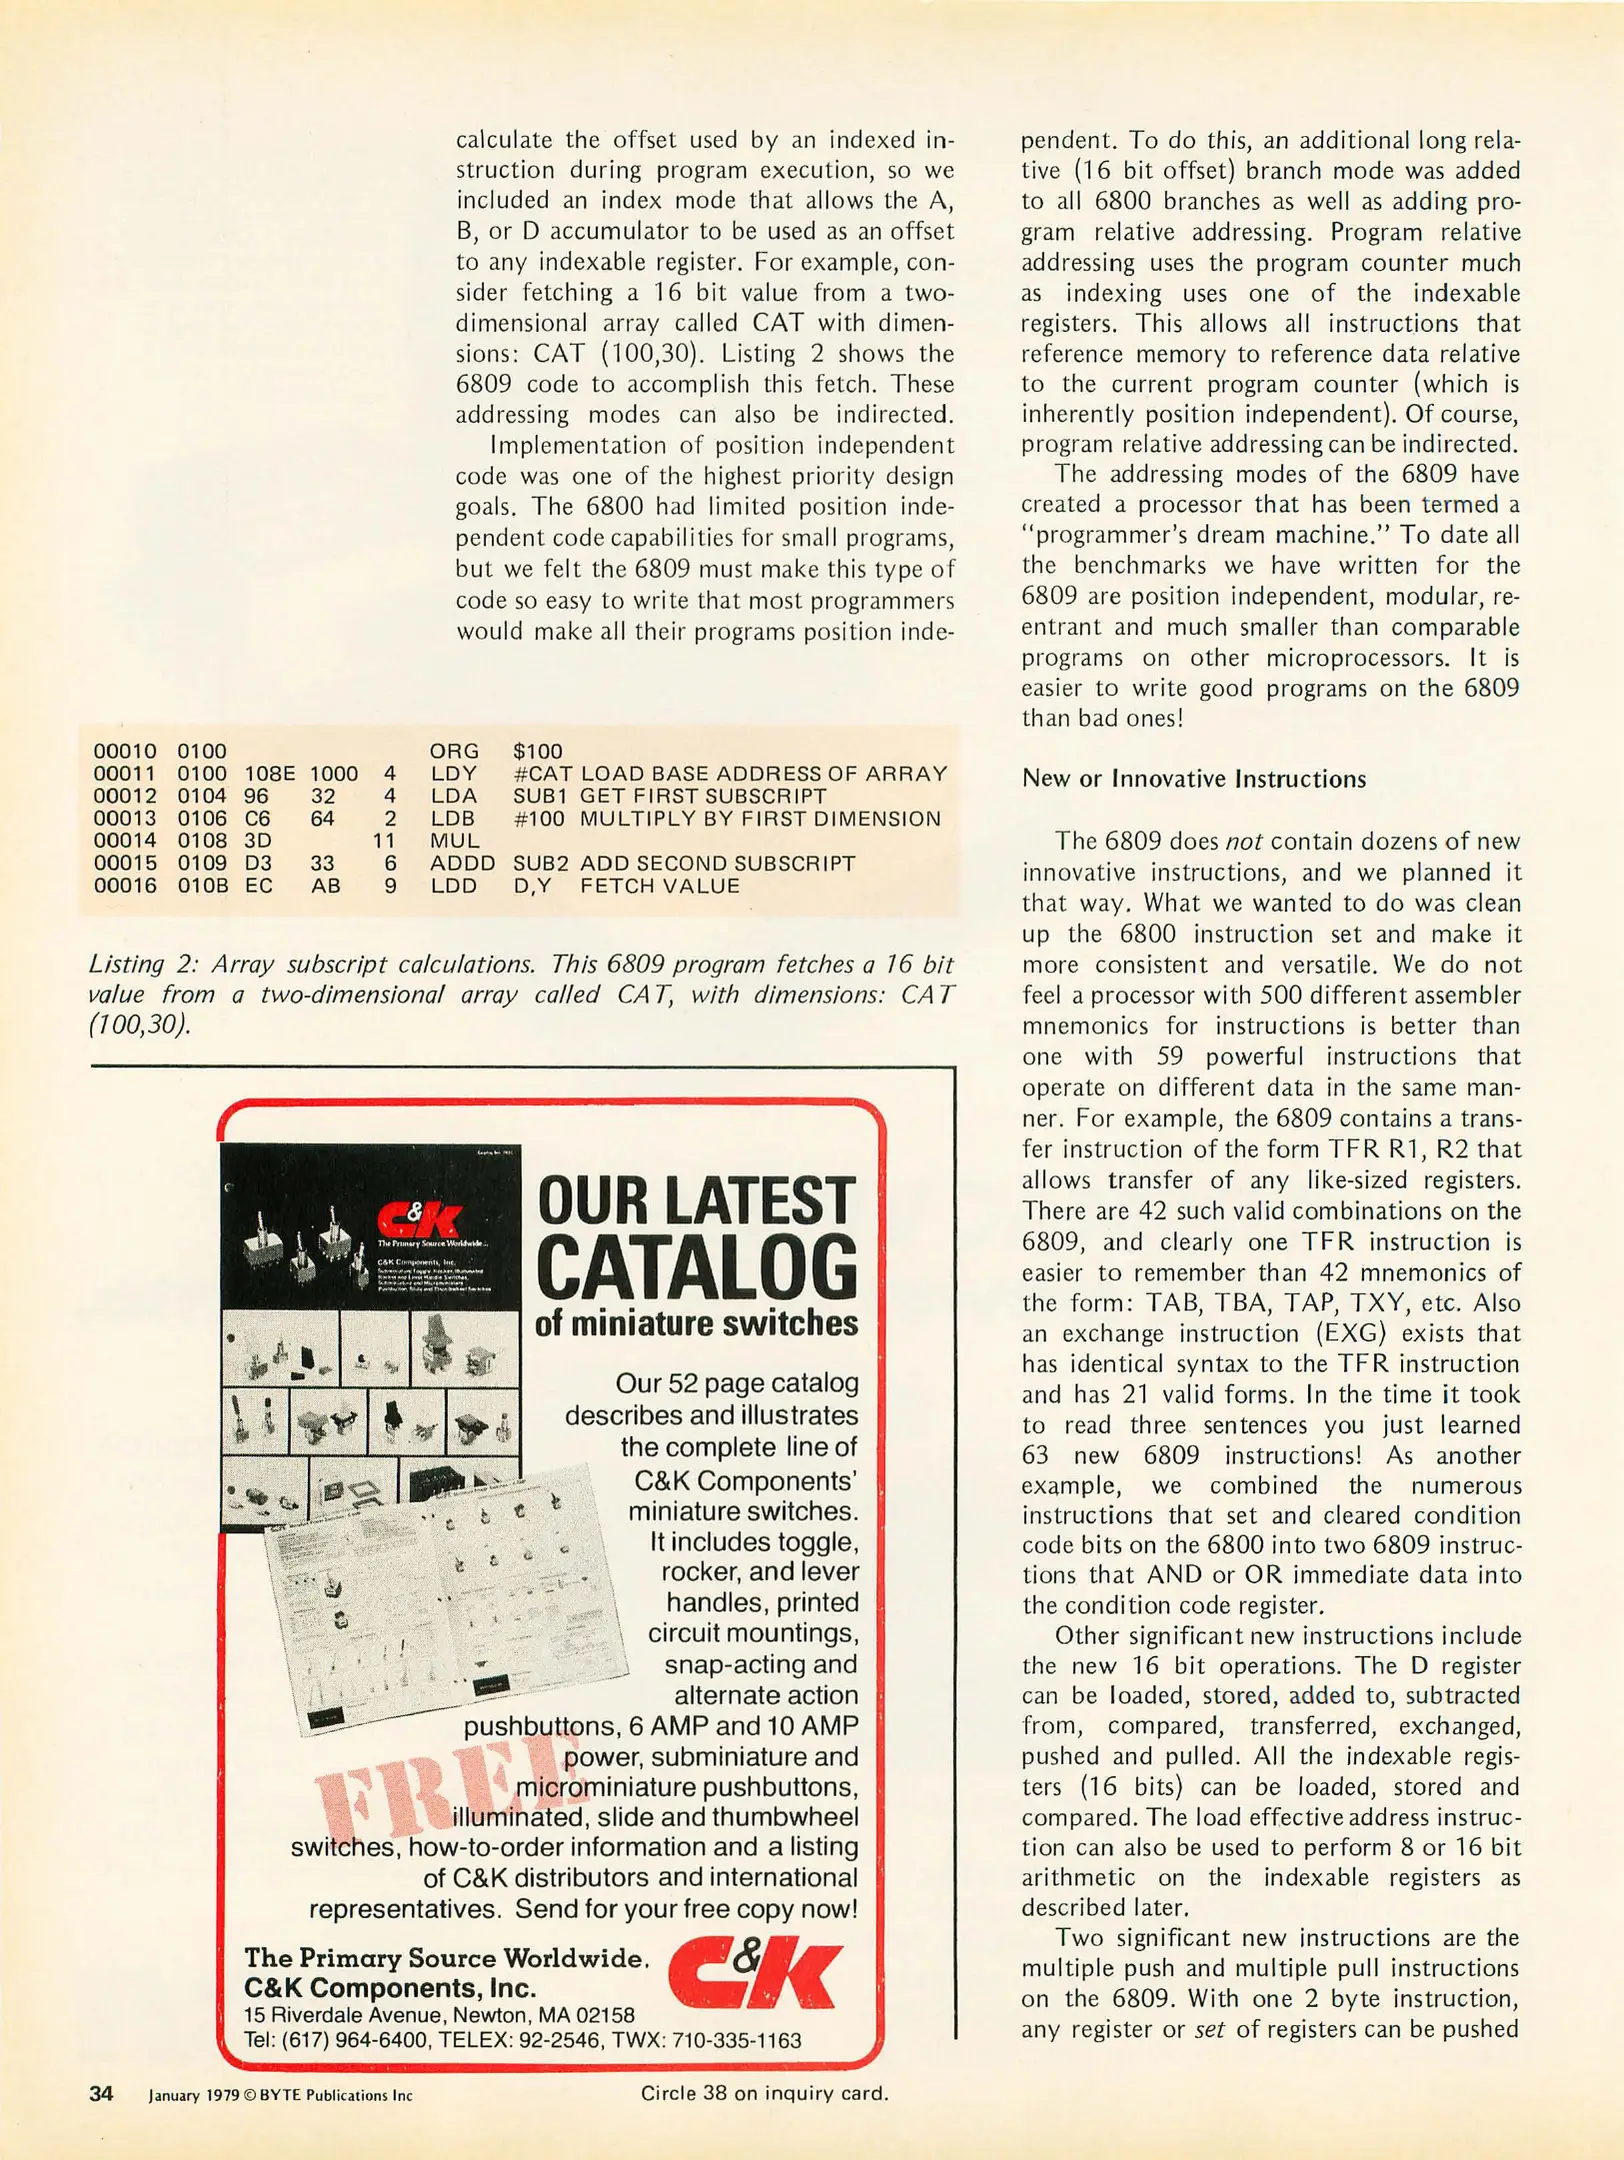 calculate the offset used by an indexed in-
struction during program execution, so we
included an index mode that allows the A,
B, or D accumulator to be used as an offset
to any indexable register. For example, con-
sider fetching a 16 bit value from a two-
dimensional array called CAT with dimen-
sions: CAT (100,30). Listing 2 shows the
6809 code to accomplish this fetch. These
addressing modes can also be indirected.
Implementation of position independent
code was one of the highest priority design
goals. The 6800 had limited position inde-
pendent code capabilities for small programs,
but we felt the 6809 must make this type of
code so easy to write that most programmers
would make all their programs position inde-
pendent. To do this, an additional long rela-
tive (16 bit offset) branch mode was added
to all 6800 branches as well as adding pro-
gram relative addressing. Program relative
addressing uses the program counter much
as indexing uses one of the indexable
registers. This allows all instructions that
reference memory to reference data relative
to the current program counter (which is
inherently position independent). Of course,
program relative addressing can be indirected.
The addressing modes of the 6809 have
created a processor that has been termed a
"programmer's dream machine." To date all
the benchmarks we have written for the
6809 are position independent, modular, re-
entrant and much smaller than comparable
programs on other microprocessors. It is
easier to write good programs on the 6809
than bad ones!
New or Innovative Instructions
The 6809 does not contain dozens of new
innovative instructions, and we planned it
that way. What we wanted to do was clean
up the 6800 instruction set and make it
more consistent and versatile. We do not
feel a processor with 500 different assembler
mnemonics for instructions is better than
one with 59 powerful instructions that
operate on different data in the same man-
ner. For example, the 6809 contains a trans-
fer instruction of the form TFR R1, R2 that
allows transfer of any like-sized registers.
There are 42 such valid combinations on the
6809, and clearly one TFR instruction is
easier to remember than 42 mnemonics of
the form: TAB, TBA, TAP, TXY, etc. Also
an exchange instruction (EXG) exists that
has identical syntax to the TFR instruction
and has 21 valid forms. In the time it took
to read three sentences you just learned
63 new 6809 instructions! As another
example, we combined the numerous
instructions that set and cleared condition
code bits on the 6800 into two 6809 instruc-
tions that AND or OR immediate data into
the condition code register.
Other significant new instructions include
the new 16 bit operations. The D register
can be loaded, stored, added to, subtracted
from, compared, transferred, exchanged,
pushed and pulled. All the indexable regis-
ters (16 bits) can be loaded, stored and
compared. The load effective address instruc-
tion can also be used to perform 8 or 16 bit
arithmetic on the indexable registers as
described later.
Two significant new instructions are the
multiple push and multiple pull instructions
on the 6809. With one 2 byte instruction,
any register or set of registers can be pushed
00010 0100 ORG $100
00011 0100 108E 1000 4 LDY #CAT LOAD BASE ADDRESS OF ARRAY
00012 0104 96 32 4 LDA SUB1 GET FIRST SUBSCRIPT
00013 0106 C6 64 2 LDB #100 MULTIPLY BY FIRST DIMENSION
00014 0108 3D 11 MUL
00015 0109 D3 33 6 ADDD SUB2 ADD SECOND SUBSCRIPT
00016 010B EC AB 9 LDD D,Y FETCH VALUE
Listing 2: Array subscript calculations. This 6809 program fetches a 16 bit
value from a two-dimensional array called CAT, with dimensions: CAT
(100,30).
C&K
The Primary Source Worldwide.
C&K Components, Inc.
OUR LATEST
CATALOG
of miniature switches
Our 52 page catalog
describes and illustrates
the complete line of
C&K Components'
miniature switches.
It includes toggle,
rocker, and lever
handles, printed
circuit mountings,
snap-acting and
alternate action
pushbuttons, 6 AMP and 10 AMP
power, subminiature and
microminiature pushbuttons,
illuminated, slide and thumbwheel
switches, how-to-order information and a listing
of C&K distributors and international
representatives. Send for your free copy now!
FREE
The Primary Source Worldwide.
C&K Components, Inc.
15 Riverdale Avenue, Newton, MA 02158
Tel: (617) 964-6400, TELEX: 92-2546, TWX: 710-335-1163
C&K
34 January 1979 © BYTE Publications Inc
Circle 38 on inquiry card.